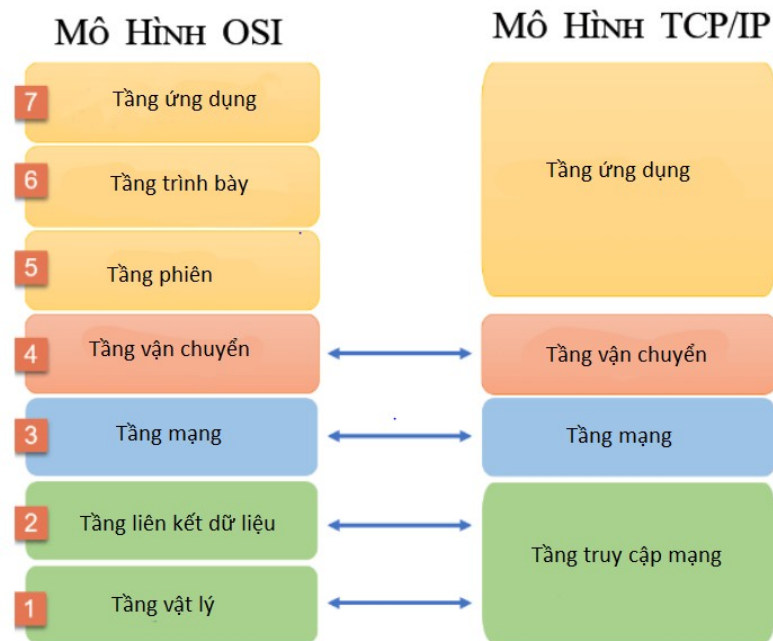 Mô Hình OSI
Mô Hình TCP/IP
7
Tầng ứng dụng
6
Tầng trình bày
5
Tầng phiên
4
Tầng vận chuyển
3
Tầng mạng
2
Tầng liên kết dữ liệu
1
Tầng vật lý
Tầng ứng dụng
Tầng vận chuyển
Tầng mạng
Tầng truy cập mạng